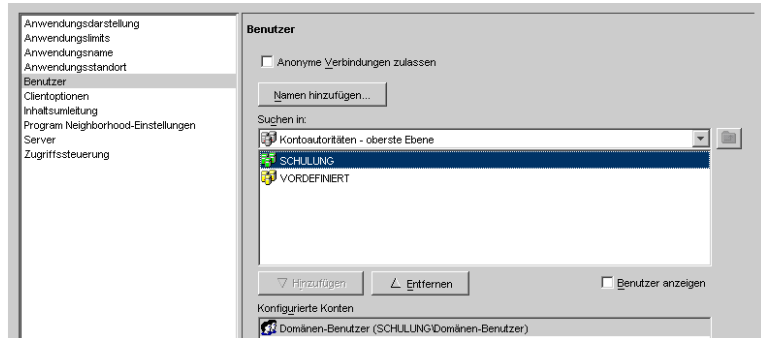 Anwendungsdarstellung
Anwendungslimits
Anwendungsname
Anwendungsstandort
Benutzer
Clientoptionen
Inhaltsumleitung
Program Neighborhood-Einstellungen
Server
Zugriffssteuerung
Benutzer
Anonyme Verbindungen zulassen
Namen hinzufügen...
Suchen in:
Kontoautoritäten - oberste Ebene
SCHULUNG
VORDEFINIERT
Hinzufügen
Entfernen
Benutzer anzeigen
Konfigurierte Konten
Domänen-Benutzer (SCHULUNG\Domänen-Benutzer)